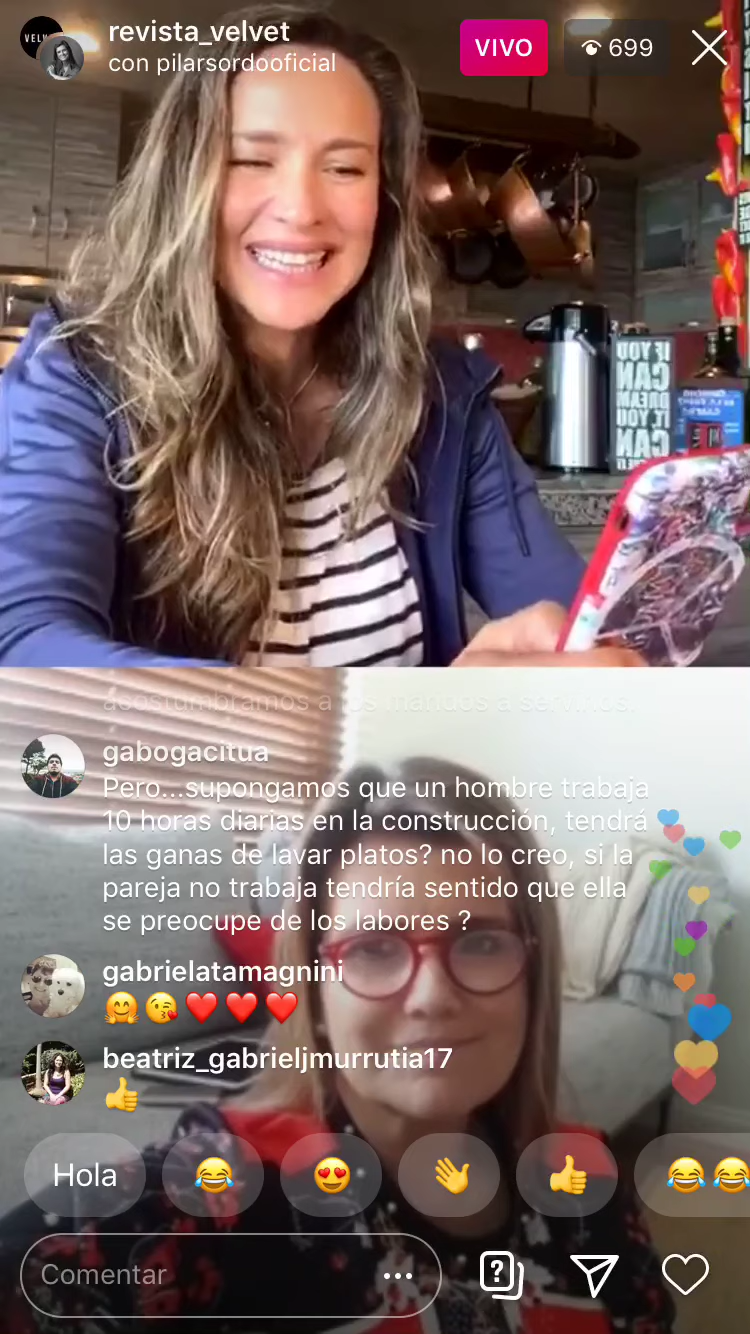 VELV
revista_velvet
con pilarsordooficial
VIVO
699
IF YOU
CAN
DREAM
IT YOU
CAN
acostumbramos a los maridos a servirlos.
gabogacitua
Pero...supongamos que un hombre trabaja
10 horas diarias en la construcción, tendrá
las ganas de lavar platos? no lo creo, si la
pareja no trabaja tendría sentido que ella
se preocupe de los labores ?
gabrielatamagnini
🤗😘❤️❤️❤️
beatriz_gabrieljmurrutia17
👍
Hola
😂
😍
👋
👍
😂😂
Comentar